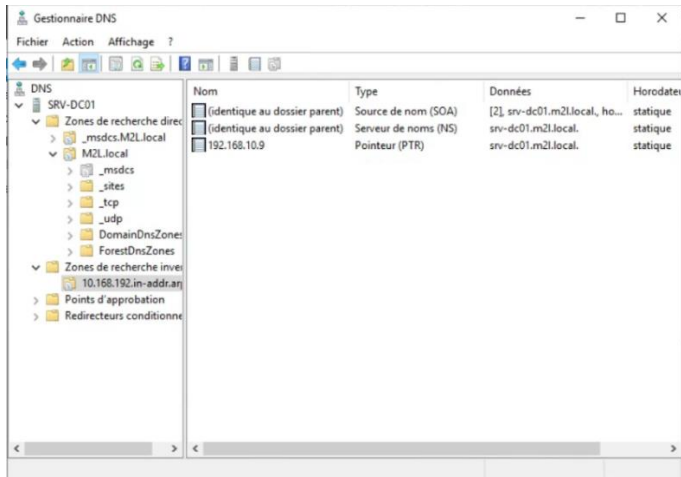 Gestionnaire DNS
Fichier Action Affichage ?
DNS
SRV-DC01
Zones de recherche direc
_msdcs.M2L.local
M2L.local
_msdcs
_sites
_tcp
_udp
DomainDnsZones
ForestDnsZones
Zones de recherche inver
10.168.192.in-addr.arp
Points d'approbation
Redirecteurs conditionne
Nom Type Données Horodateu
(identique au dossier parent) Source de nom (SOA) [2], srv-dc01.m2l.local., ho... statique
(identique au dossier parent) Serveur de noms (NS) srv-dc01.m2l.local. statique
192.168.10.9 Pointeur (PTR) srv-dc01.m2l.local. statique